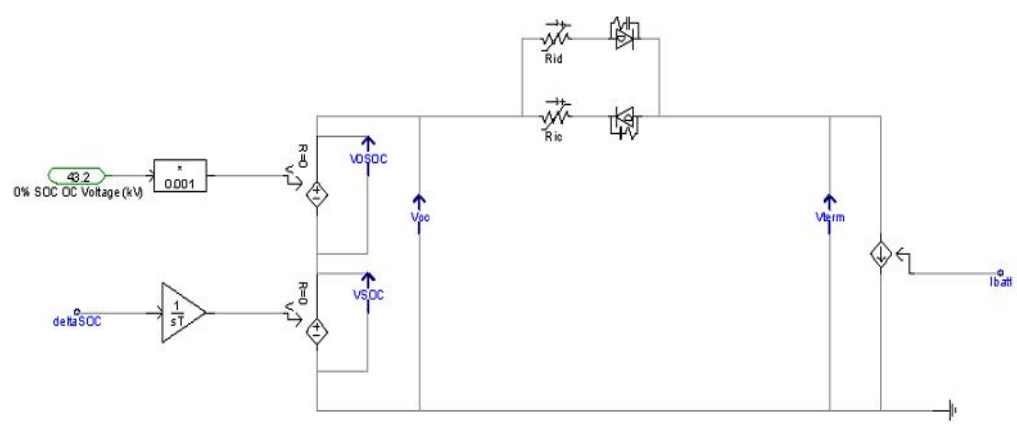 Rid
Ric
R=0
V
V0SOC
43.2
*
0.001
0% SOC OC Voltage (kV)
+
-
Voc
Vterm
R=0
V
VSOC
Ibatt
deltaSOC
1
sT
+
-